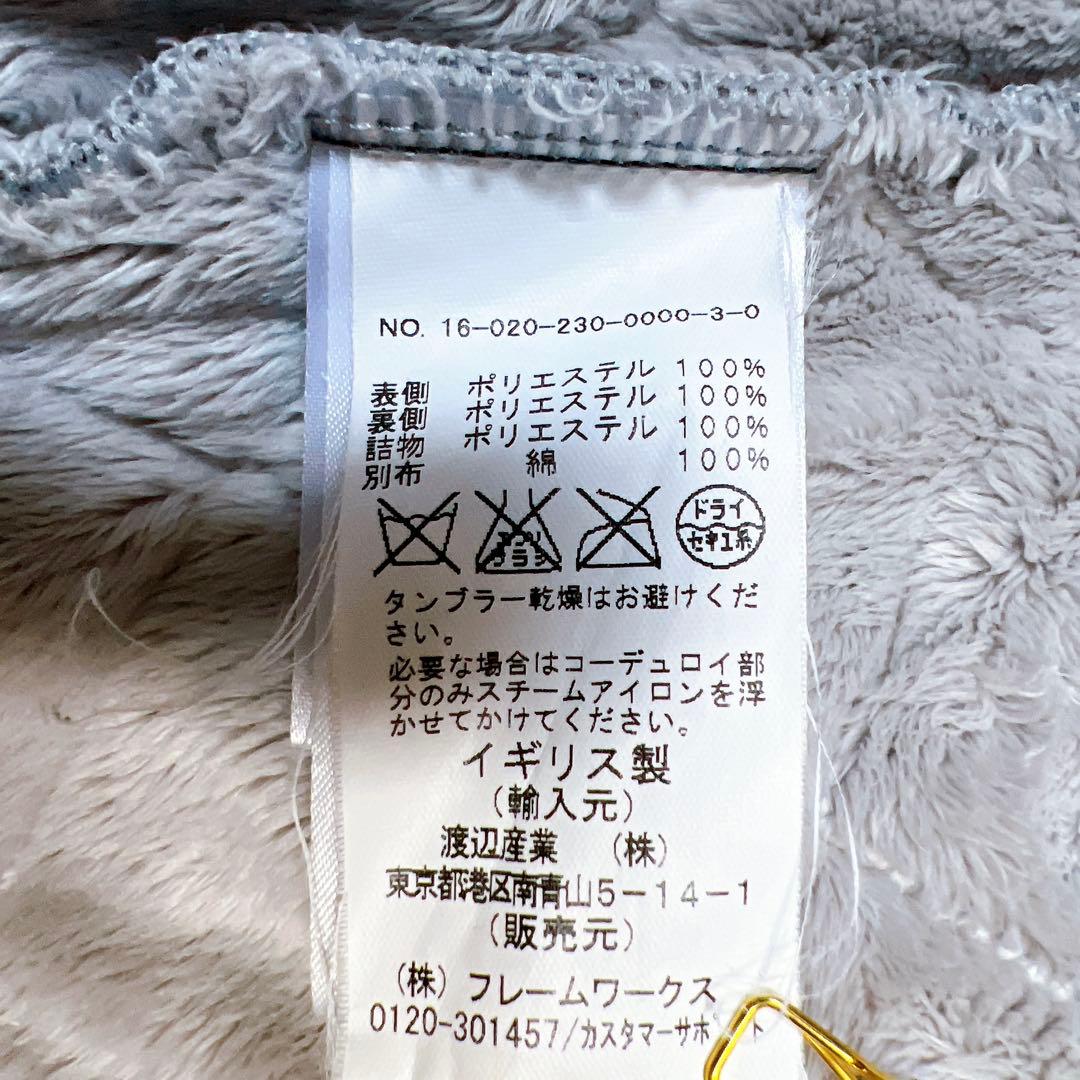 NO. 16-020-230-0000-3-0
表側 ポリエステル 100%
裏側 ポリエステル 100%
詰物 ポリエステル 100%
別布 綿 100%
エンソ
サラシ
ドライ
セキユ系
タンブラー乾燥はお避けくだ
さい。
必要な場合はコーデュロイ部
分のみスチームアイロンを浮
かせてかけてください。
イギリス製
(輸入元)
渡辺産業 (株)
東京都港区南青山5-14-1
(販売元)
(株) フレームワークス
0120-301457/カスタマーサポート